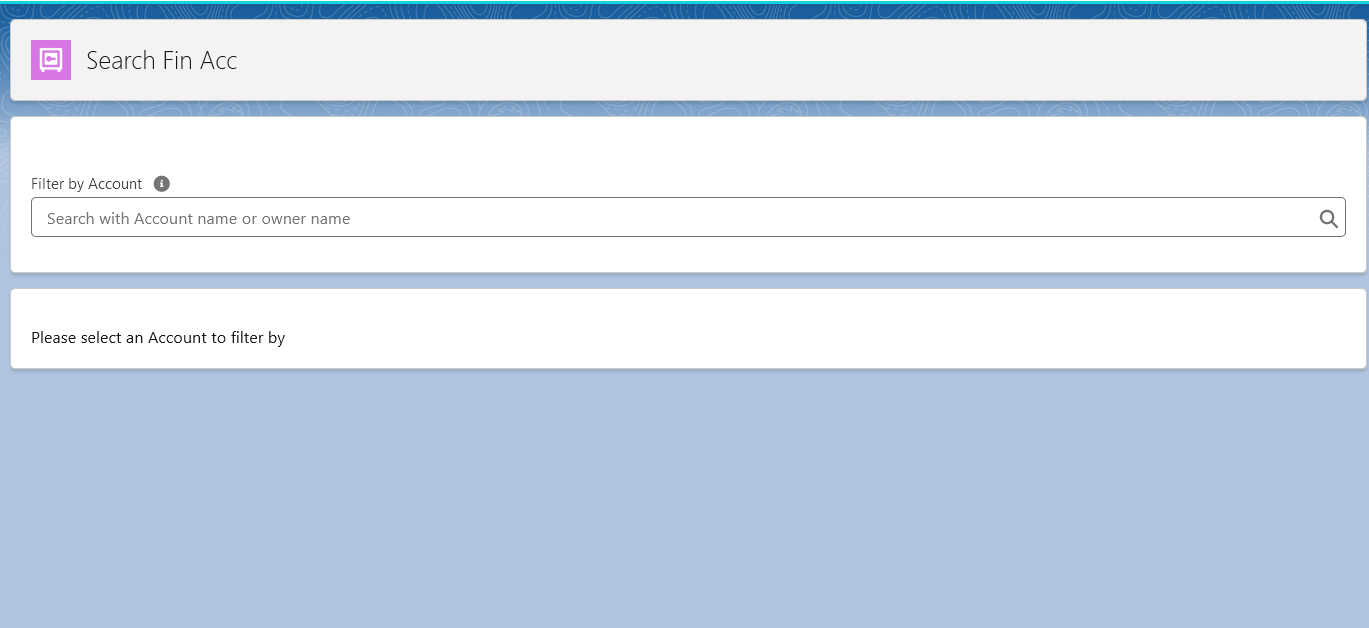 Search Fin Acc
Filter by Account
Search with Account name or owner name
Please select an Account to filter by